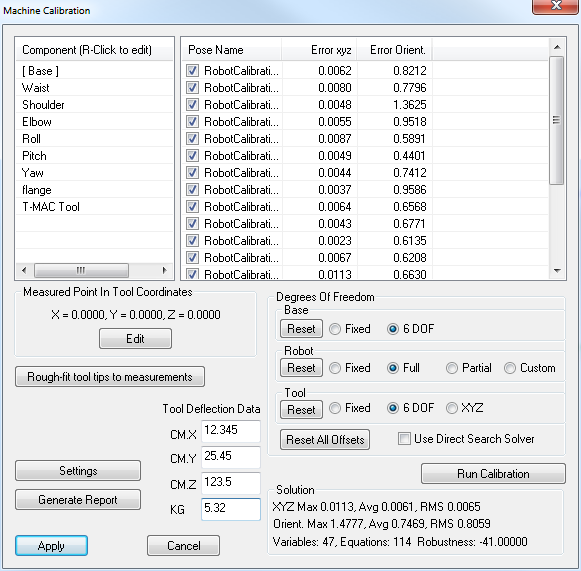 Machine Calibration
Component (R-Click to edit)
[ Base ]
Waist
Shoulder
Elbow
Roll
Pitch
Yaw
flange
T-MAC Tool
Pose Name Error xyz Error Orient.
RobotCalibrati... 0.0062 0.8212
RobotCalibrati... 0.0080 0.7796
RobotCalibrati... 0.0048 1.3625
RobotCalibrati... 0.0055 0.9518
RobotCalibrati... 0.0087 0.5891
RobotCalibrati... 0.0049 0.4401
RobotCalibrati... 0.0044 0.7412
RobotCalibrati... 0.0037 0.9586
RobotCalibrati... 0.0064 0.6568
RobotCalibrati... 0.0043 0.6771
RobotCalibrati... 0.0023 0.6135
RobotCalibrati... 0.0067 0.6208
RobotCalibrati... 0.0113 0.6630
Measured Point In Tool Coordinates
X = 0.0000, Y = 0.0000, Z = 0.0000
Edit
Rough-fit tool tips to measurements
Tool Deflection Data
CM.X 12.345
CM.Y 25.45
CM.Z 123.5
KG 5.32
Settings
Generate Report
Apply
Cancel
Degrees Of Freedom
Base
Reset Fixed 6 DOF
Robot
Reset Fixed Full Partial Custom
Tool
Reset Fixed 6 DOF XYZ
Reset All Offsets Use Direct Search Solver
Run Calibration
Solution
XYZ Max 0.0113, Avg 0.0061, RMS 0.0065
Orient. Max 1.4777, Avg 0.7469, RMS 0.8059
Variables: 47, Equations: 114 Robustness: -41.00000